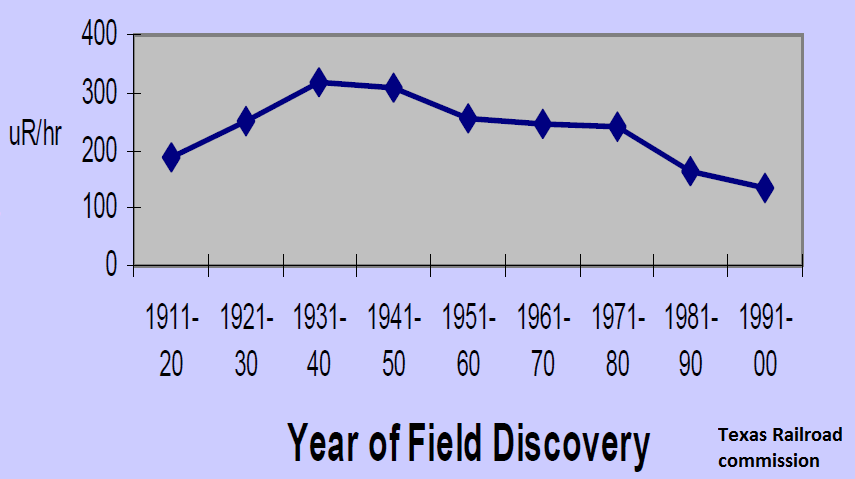 400
300
uR/hr
200
100
0
1911- 1921- 1931- 1941- 1951- 1961- 1971- 1981- 1991-
20 30 40 50 60 70 80 90 00
Year of Field Discovery
Texas Railroad
commission